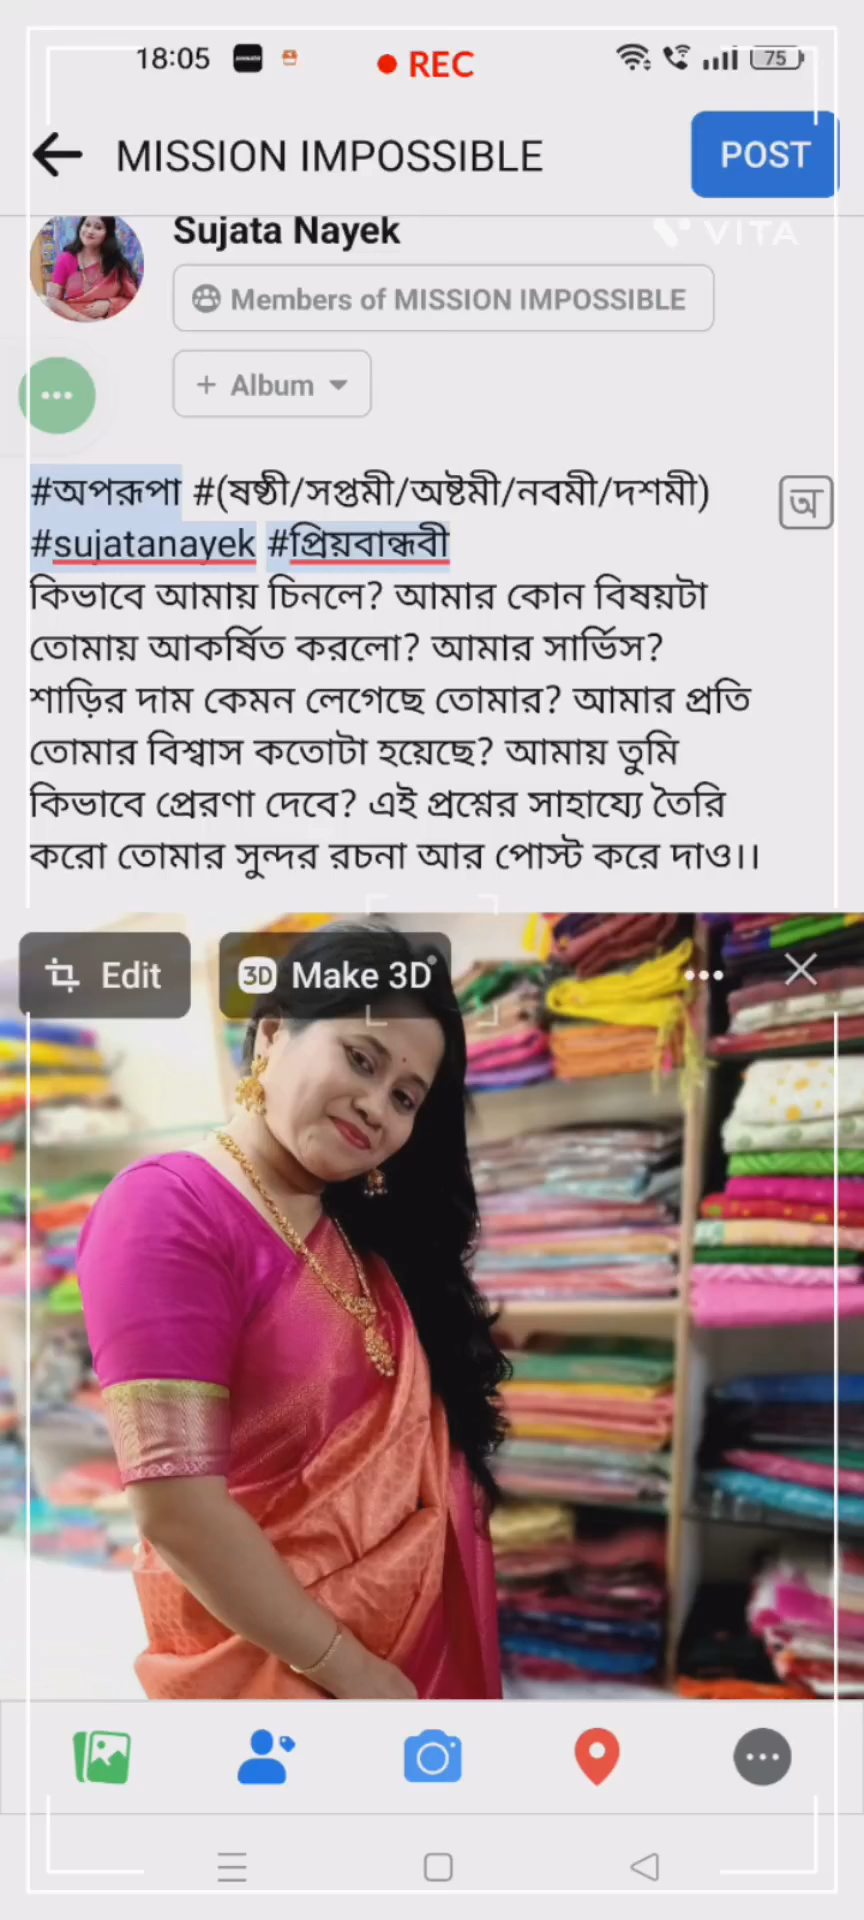 18:05
REC
75
MISSION IMPOSSIBLE
POST
Sujata Nayek
VITA
Members of MISSION IMPOSSIBLE
+ Album
#অপরূপা #(ষষ্ঠী/সপ্তমী/অষ্টমী/নবমী/দশমী)
অ
#sujatanayek #প্রিয়বান্ধবী
কিভাবে আমায় চিনলে? আমার কোন বিষয়টা
তোমায় আকর্ষিত করলো? আমার সার্ভিস?
শাড়ির দাম কেমন লেগেছে তোমার? আমার প্রতি
তোমার বিশ্বাস কতোটা হয়েছে? আমায় তুমি
কিভাবে প্রেরণা দেবে? এই প্রশ্নের সাহায্যে তৈরি
করো তোমার সুন্দর রচনা আর পোস্ট করে দাও।।
Edit
3D Make 3D